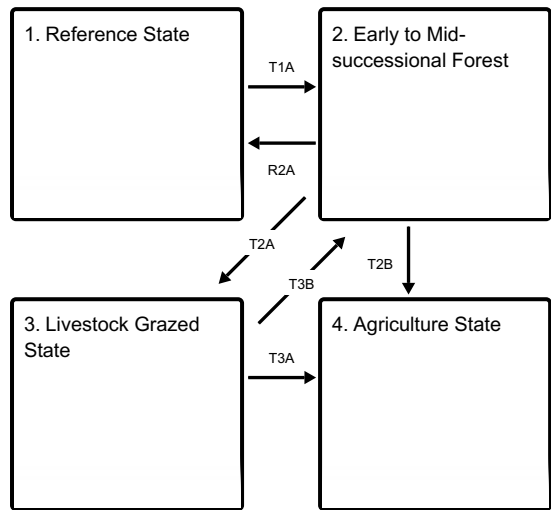 1. Reference State
2. Early to Mid-
successional Forest
T1A
R2A
T2A
T3B
T2B
3. Livestock Grazed
State
4. Agriculture State
T3A